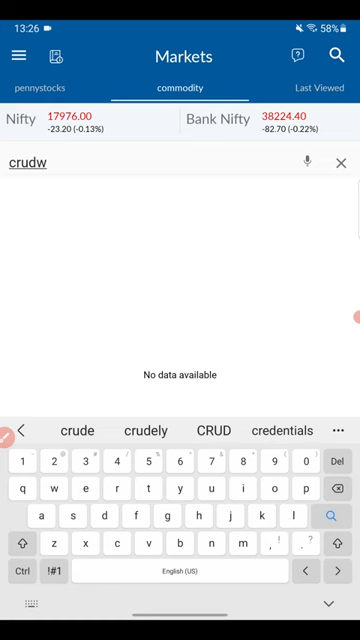 13:26 58%
Markets
pennystocks commodity Last Viewed
Nifty 17976.00 Bank Nifty 38224.40
-23.20 (-0.13%) -82.70 (-0.22%)
crudw
No data available
crude crudely CRUD credentials
1 2 3 4 5 6 7 8 9 0 Del
q w e r t y u i o p
a s d f g h j k l
z x c v b n m , ! . ?
Ctrl !#1 English (US) < >